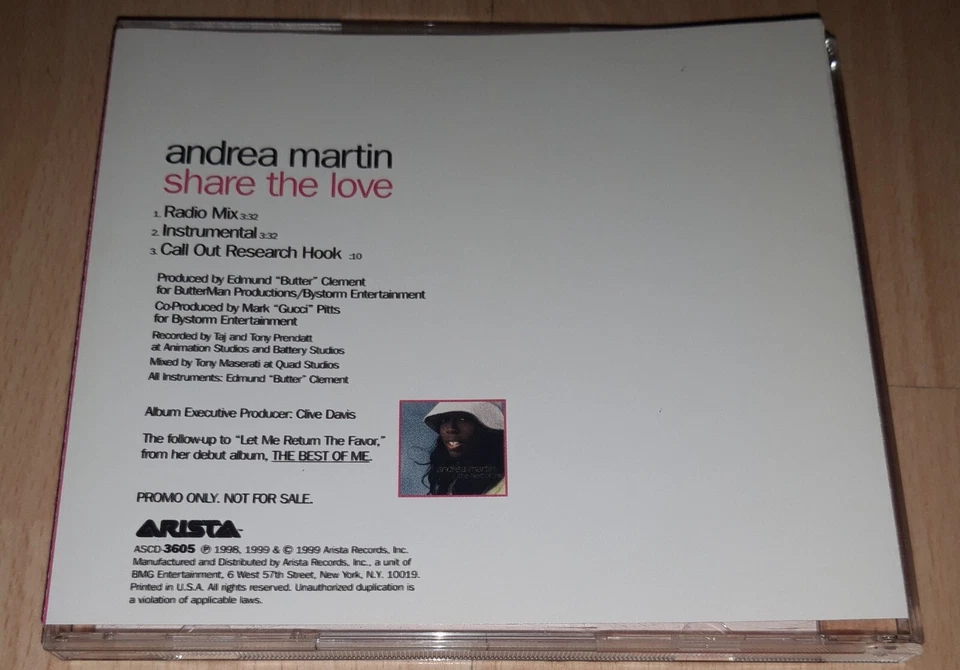 andrea martin
share the love
1. Radio Mix 3:32
2. Instrumental 3:32
3. Call Out Research Hook :10
Produced by Edmund "Butter" Clement
for ButterMan Productions/Bystorm Entertainment
Co-Produced by Mark "Gucci" Pitts
for Bystorm Entertainment
Recorded by Taj and Tony Prendatt
at Animation Studios and Battery Studios
Mixed by Tony Maserati at Quad Studios
All Instruments: Edmund "Butter" Clement
Album Executive Producer: Clive Davis
The follow-up to "Let Me Return The Favor,"
from her debut album, THE BEST OF ME.
andrea martin
the best of me
PROMO ONLY. NOT FOR SALE.
ARISTA
ASCD-3605 ℗ 1998, 1999 & © 1999 Arista Records, Inc.
Manufactured and Distributed by Arista Records, Inc., a unit of
BMG Entertainment, 6 West 57th Street, New York, N.Y. 10019.
Printed in U.S.A. All rights reserved. Unauthorized duplication is
a violation of applicable laws.